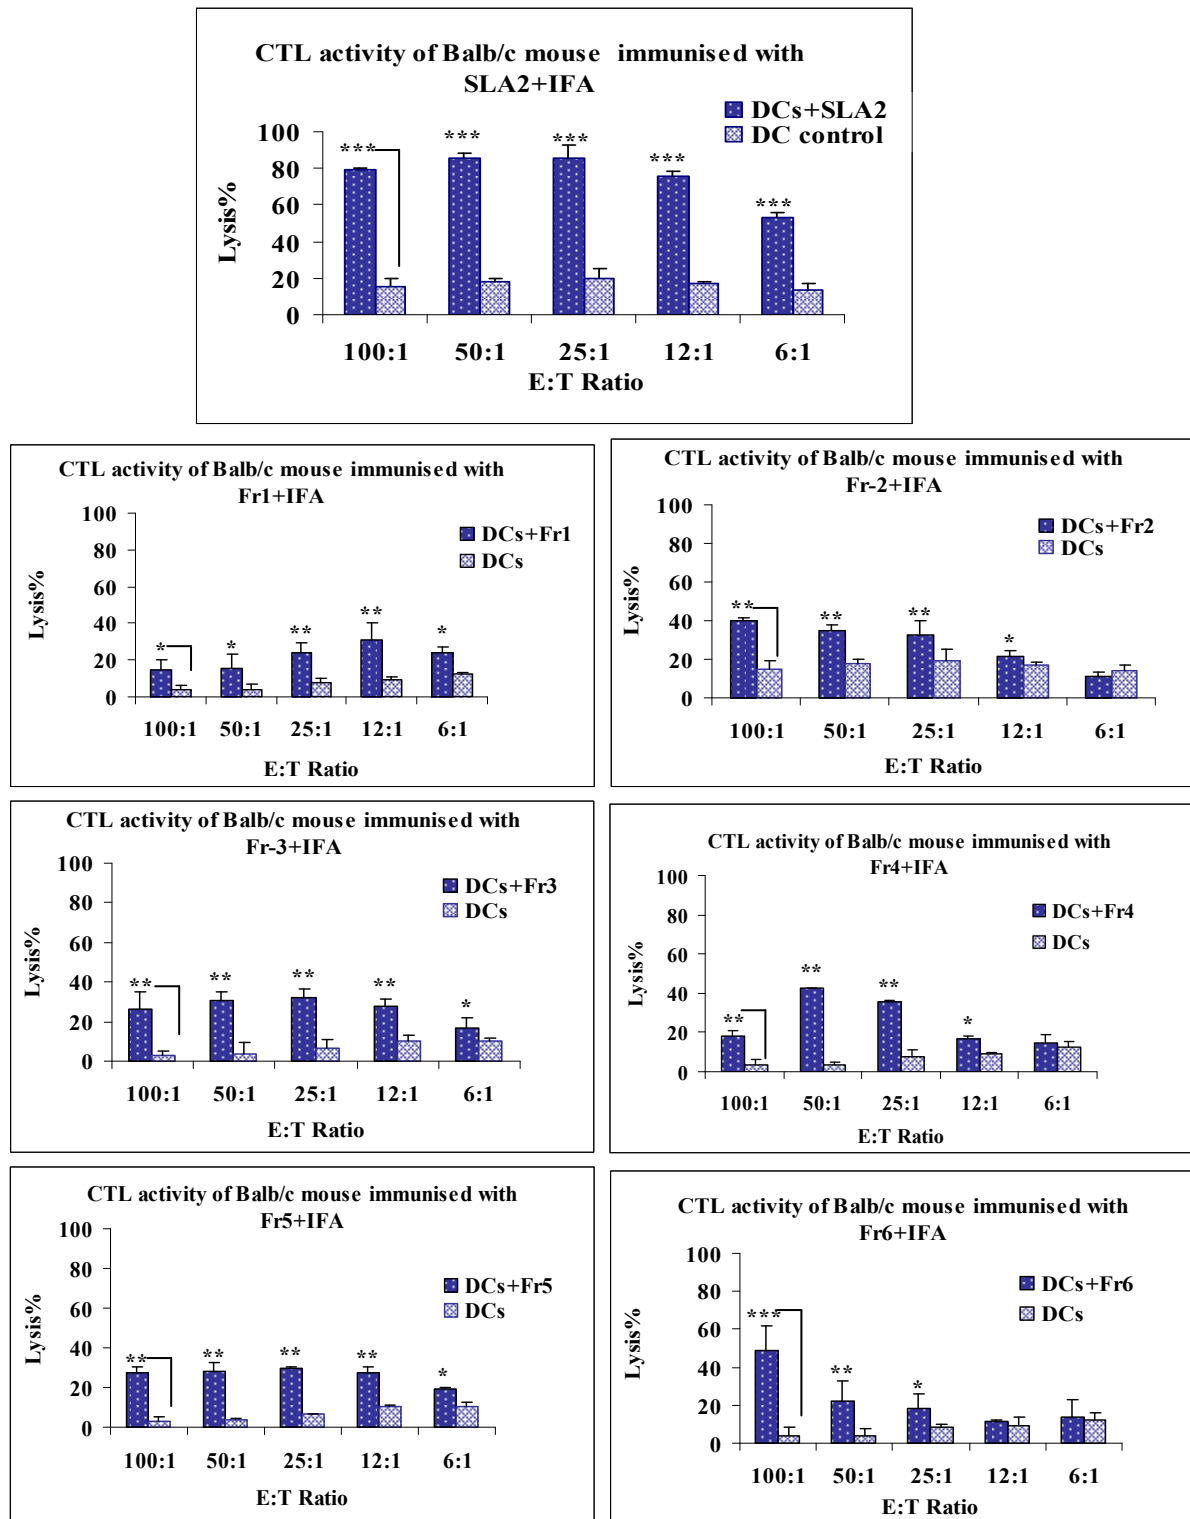 CTL activity of Balb/c mouse immunised with
SLA2+IFA
DCs+SLA2
DC control
***
***
***
***
***
Lysis%
100
80
60
40
20
0
100:1 50:1 25:1 12:1 6:1
E:T Ratio
CTL activity of Balb/c mouse immunised with
Fr1+IFA
DCs+Fr1
DCs
* * ** ** *
Lysis%
100
80
60
40
20
0
100:1 50:1 25:1 12:1 6:1
E:T Ratio
CTL activity of Balb/c mouse immunised with
Fr-2+IFA
DCs+Fr2
DCs
** ** ** *
Lysis%
100
80
60
40
20
0
100:1 50:1 25:1 12:1 6:1
E:T Ratio
CTL activity of Balb/c mouse immunised with
Fr-3+IFA
DCs+Fr3
DCs
** ** ** ** *
Lysis%
100
80
60
40
20
0
100:1 50:1 25:1 12:1 6:1
E:T Ratio
CTL activity of Balb/c mouse immunised with
Fr4+IFA
DCs+Fr4
DCs
** ** ** *
Lysis%
100
80
60
40
20
0
100:1 50:1 25:1 12:1 6:1
E:T Ratio
CTL activity of Balb/c mouse immunised with
Fr5+IFA
DCs+Fr5
DCs
** ** ** ** *
Lysis%
100
80
60
40
20
0
100:1 50:1 25:1 12:1 6:1
E:T Ratio
CTL activity of Balb/c mouse immunised with
Fr6+IFA
DCs+Fr6
DCs
*** ** *
Lysis%
100
80
60
40
20
0
100:1 50:1 25:1 12:1 6:1
E:T Ratio